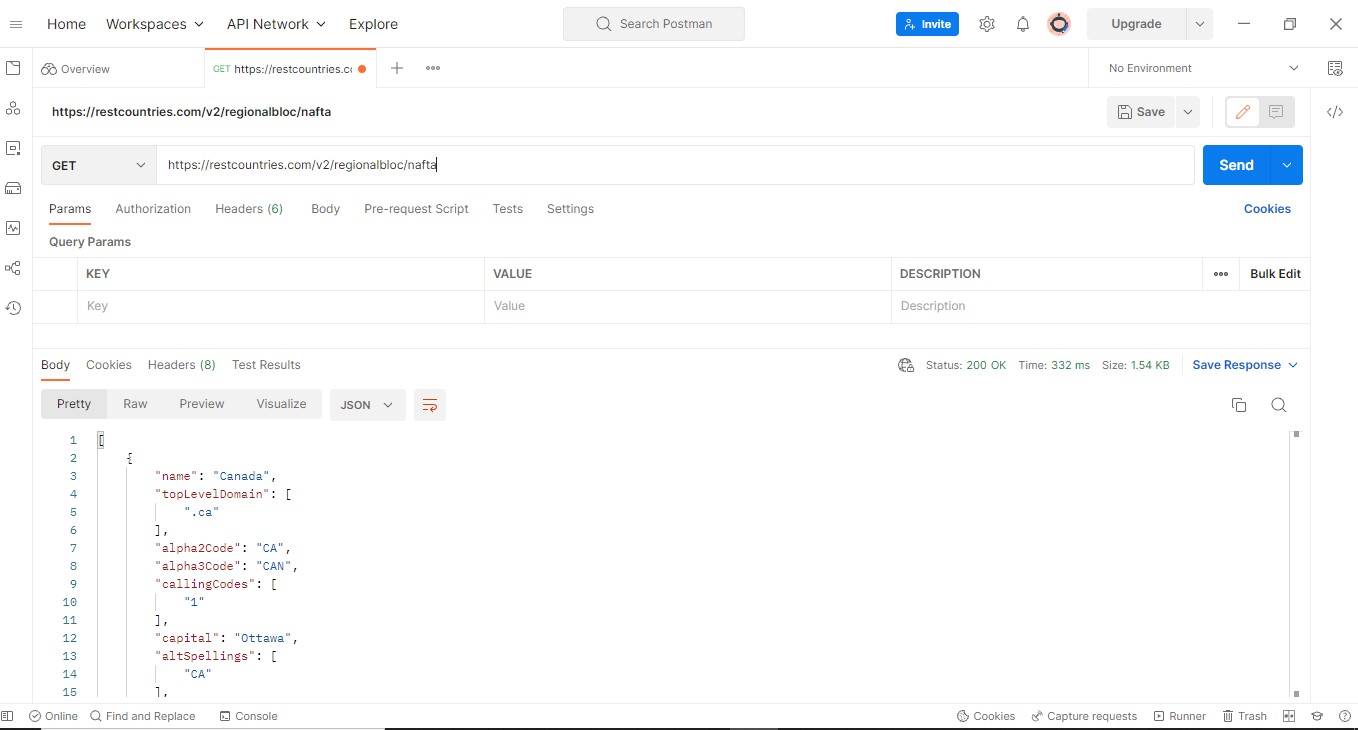 Home Workspaces API Network Explore Search Postman Invite Upgrade
Overview GET https://restcountries.cc No Environment
https://restcountries.com/v2/regionalbloc/nafta Save
GET https://restcountries.com/v2/regionalbloc/nafta Send
Params Authorization Headers (6) Body Pre-request Script Tests Settings Cookies
Query Params
KEY VALUE DESCRIPTION Bulk Edit
Key Value Description
Body Cookies Headers (8) Test Results Status: 200 OK Time: 332 ms Size: 1.54 KB Save Response
Pretty Raw Preview Visualize JSON
1 [
2 {
3 "name": "Canada",
4 "topLevelDomain": [
5 ".ca"
6 ],
7 "alpha2Code": "CA",
8 "alpha3Code": "CAN",
9 "callingCodes": [
10 "1"
11 ],
12 "capital": "Ottawa",
13 "altSpellings": [
14 "CA"
15 ],
Online Find and Replace Console Cookies Capture requests Runner Trash